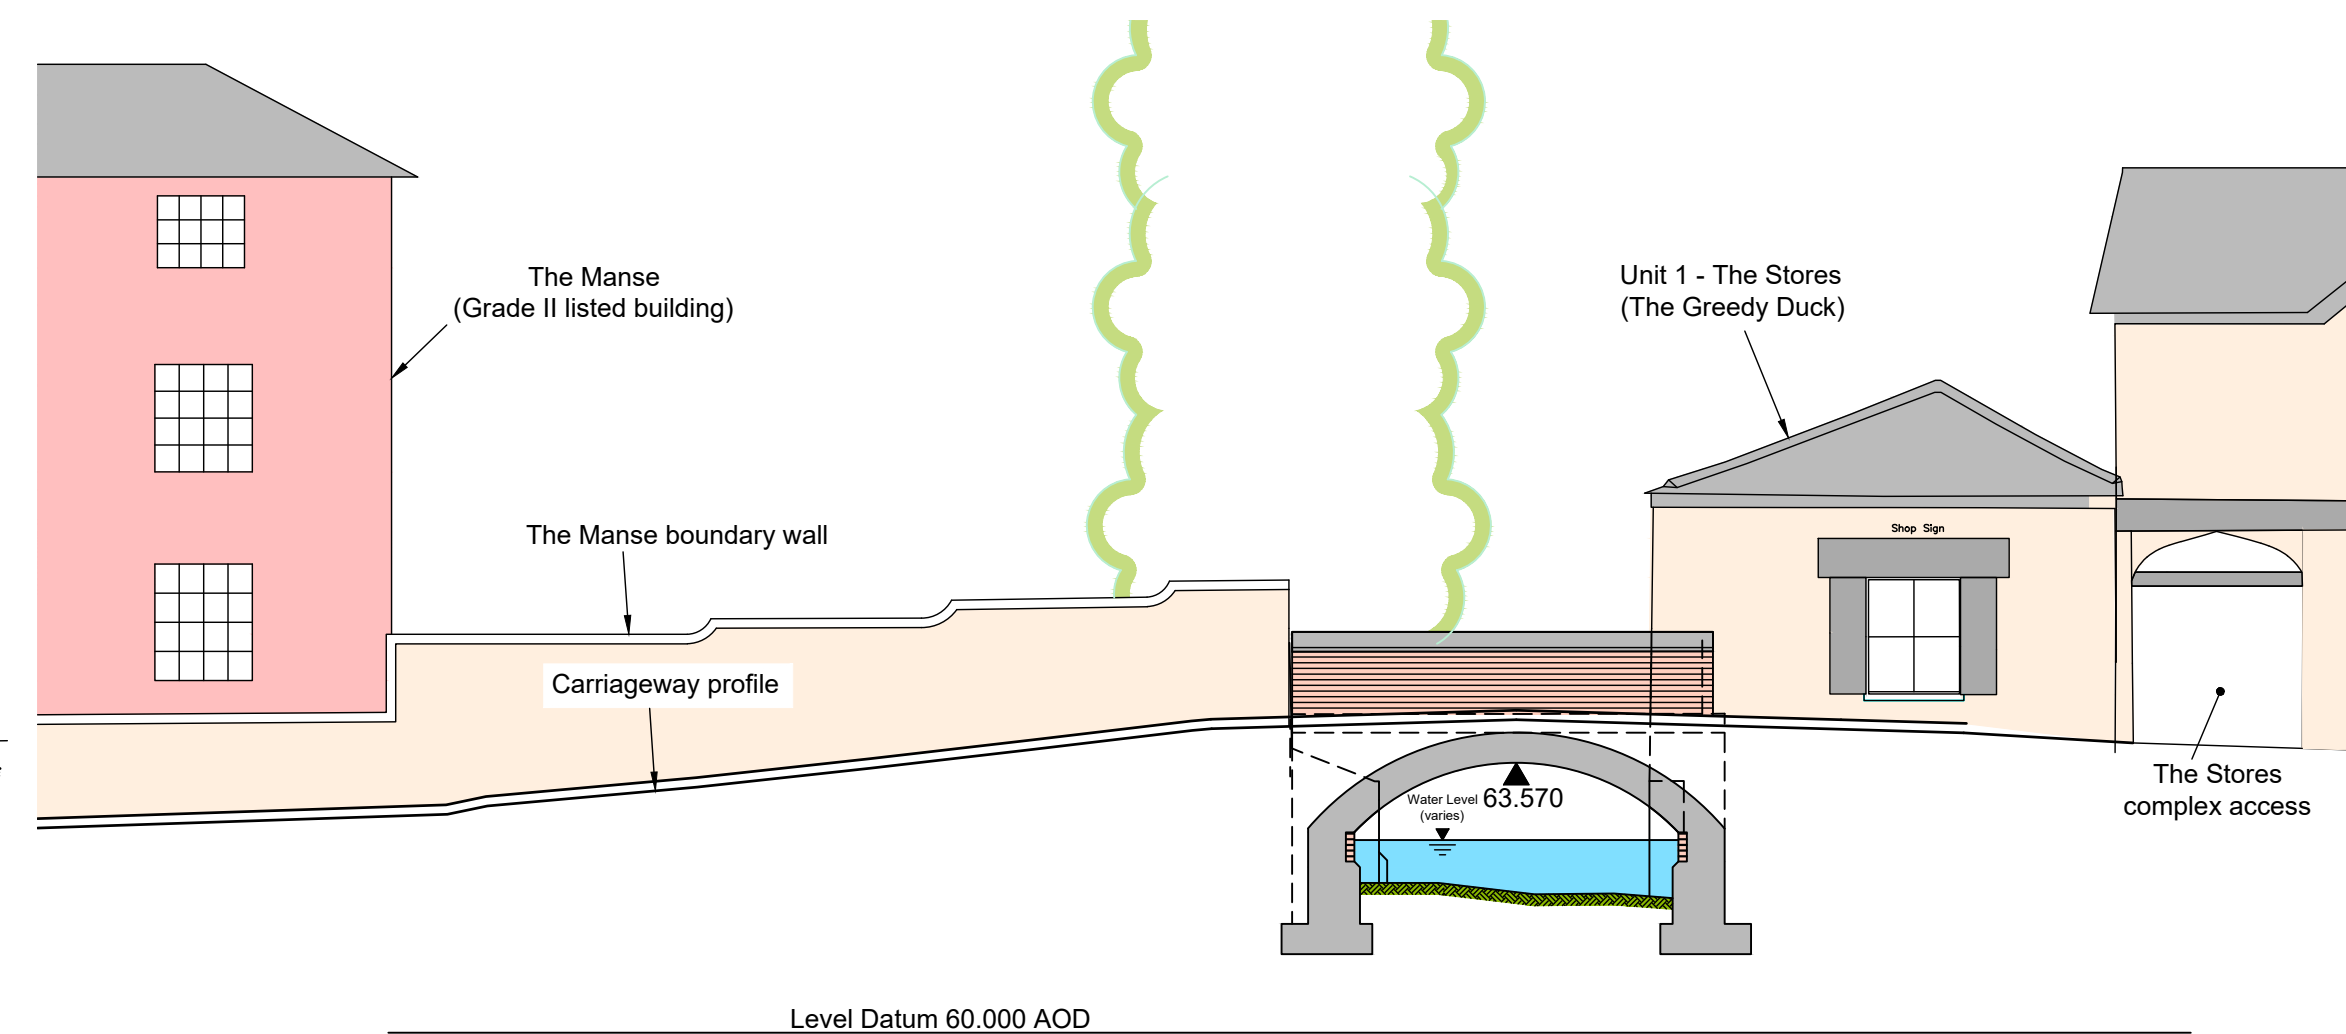 The Manse
(Grade II listed building)
Unit 1 - The Stores
(The Greedy Duck)
Shop Sign
The Manse boundary wall
Carriageway profile
Water Level
(varies)
63.570
The Stores
complex access
Level Datum 60.000 AOD